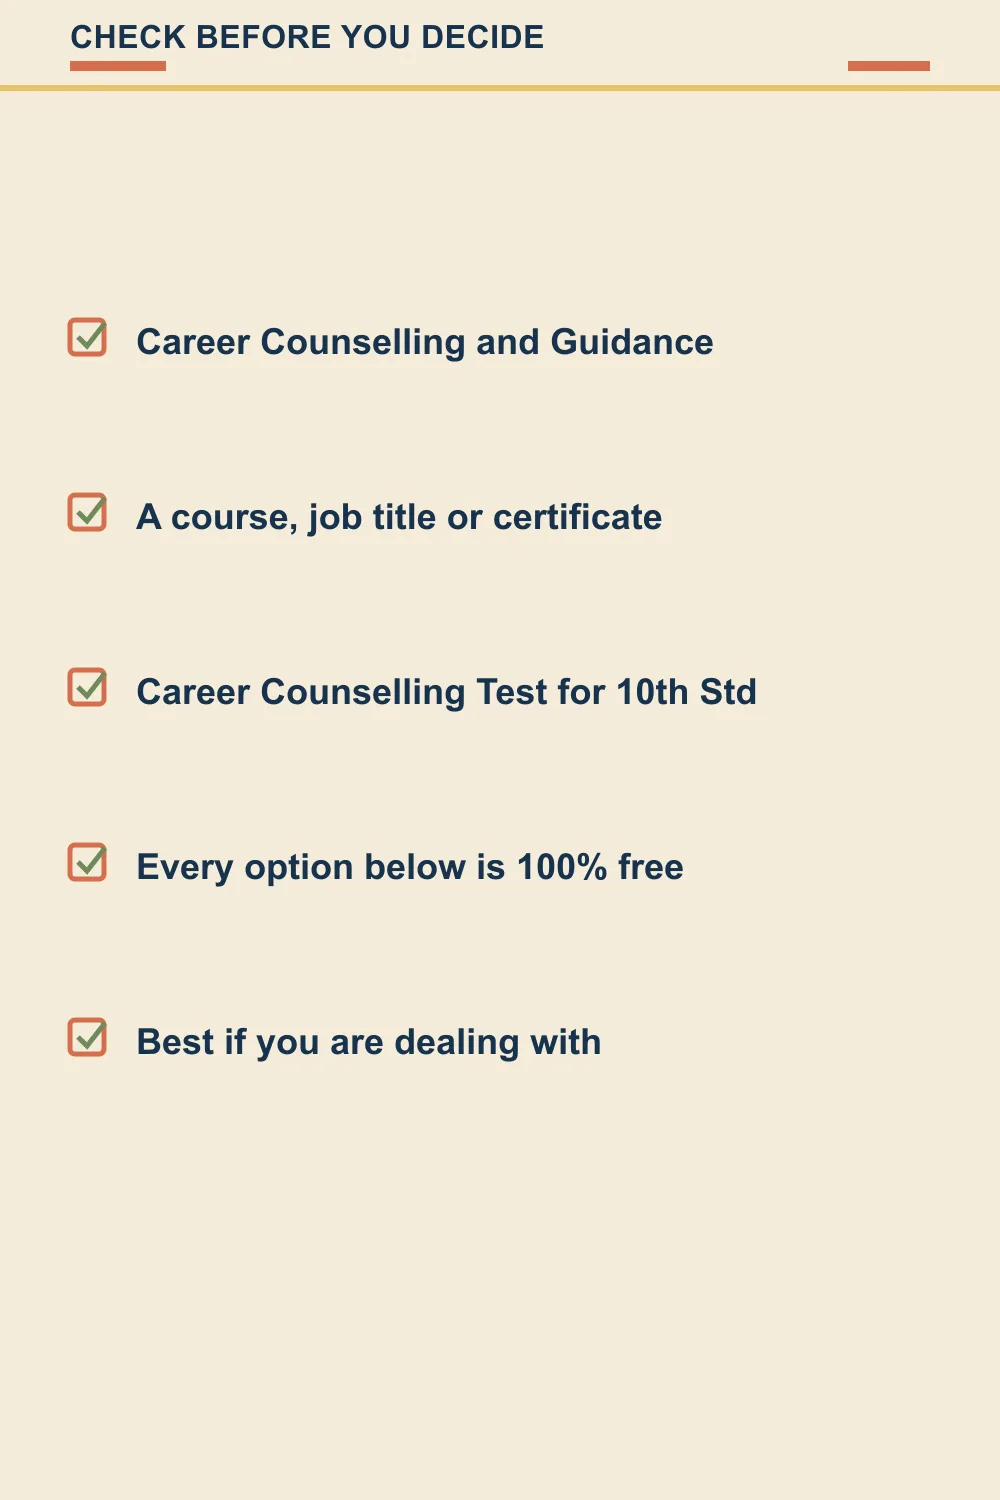 CHECK BEFORE YOU DECIDE
Career Counselling and Guidance
A course, job title or certificate
Career Counselling Test for 10th Std
Every option below is 100% free
Best if you are dealing with